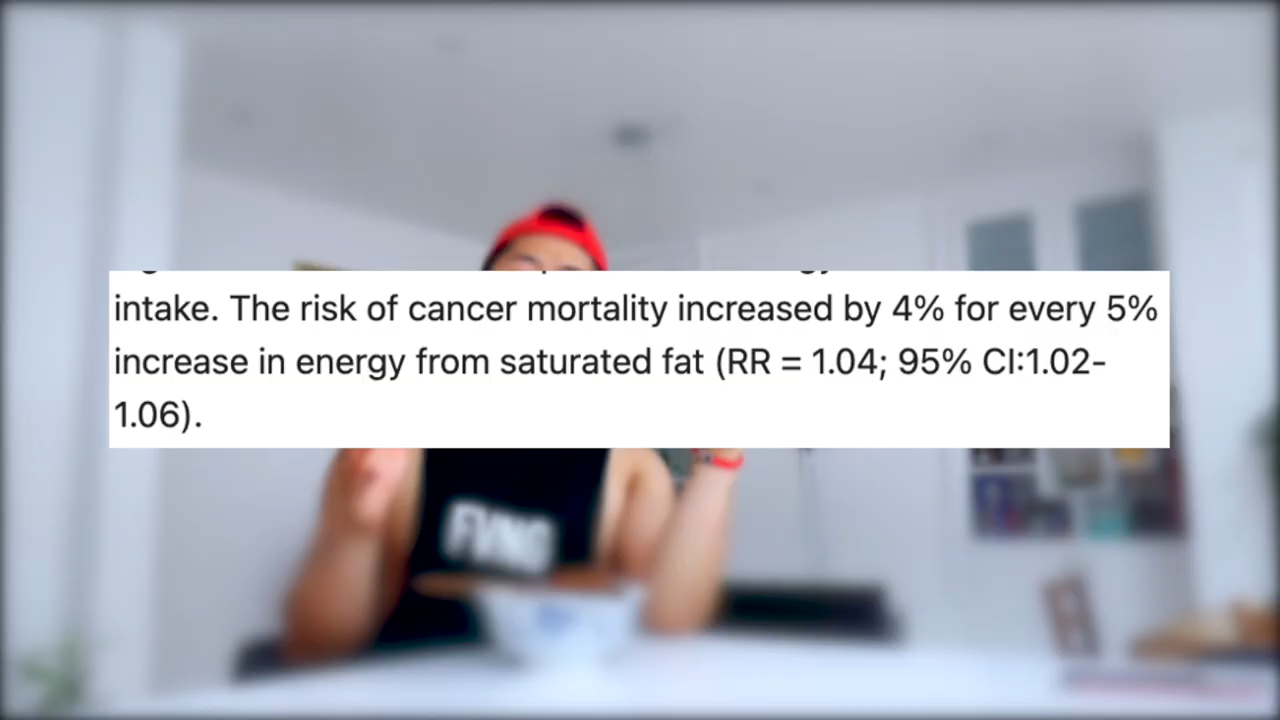 intake. The risk of cancer mortality increased by 4% for every 5%
increase in energy from saturated fat (RR = 1.04; 95% CI:1.02-
1.06).
FVNG